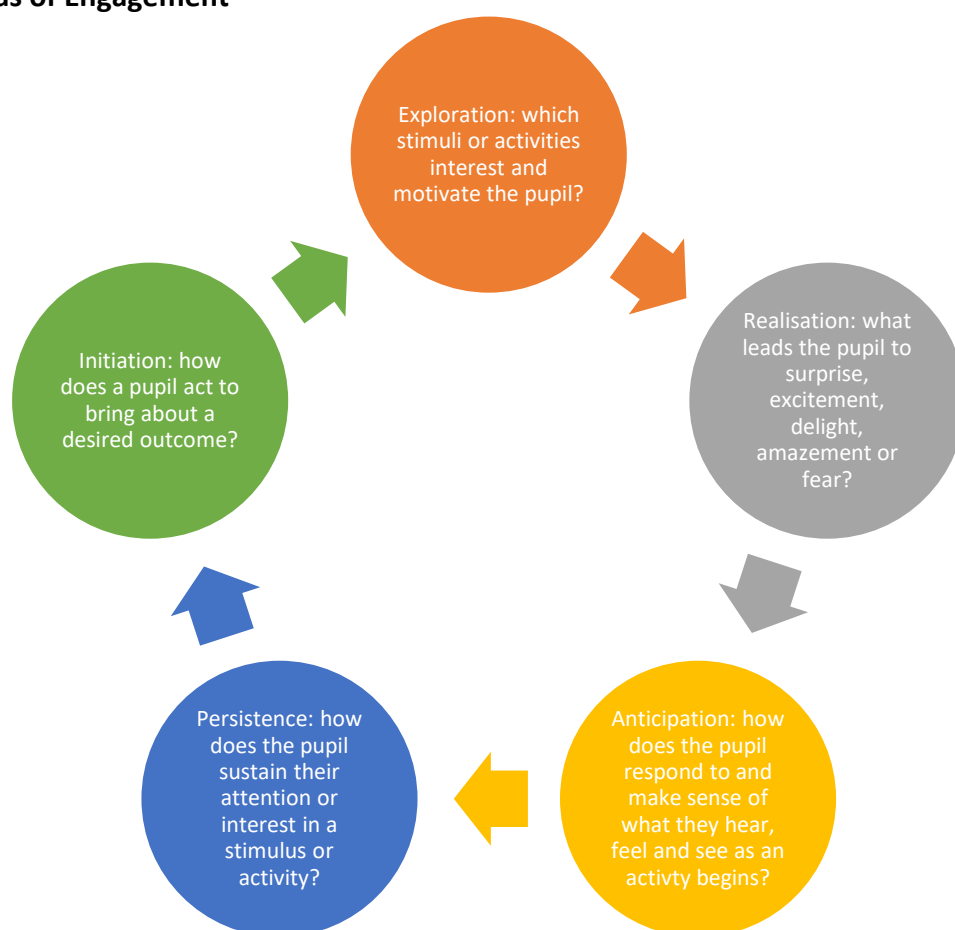 of Engagement
Exploration: which
stimuli or activities
interest and
motivate the pupil?
Realisation: what
leads the pupil to
surprise,
excitement,
delight,
amazement or
fear?
Anticipation: how
does the pupil
respond to and
make sense of
what they hear,
feel and see as an
activty begins?
Persistence: how
does the pupil
sustain their
attention or
interest in a
stimulus or
activity?
Initiation: how
does a pupil act to
bring about a
desired outcome?